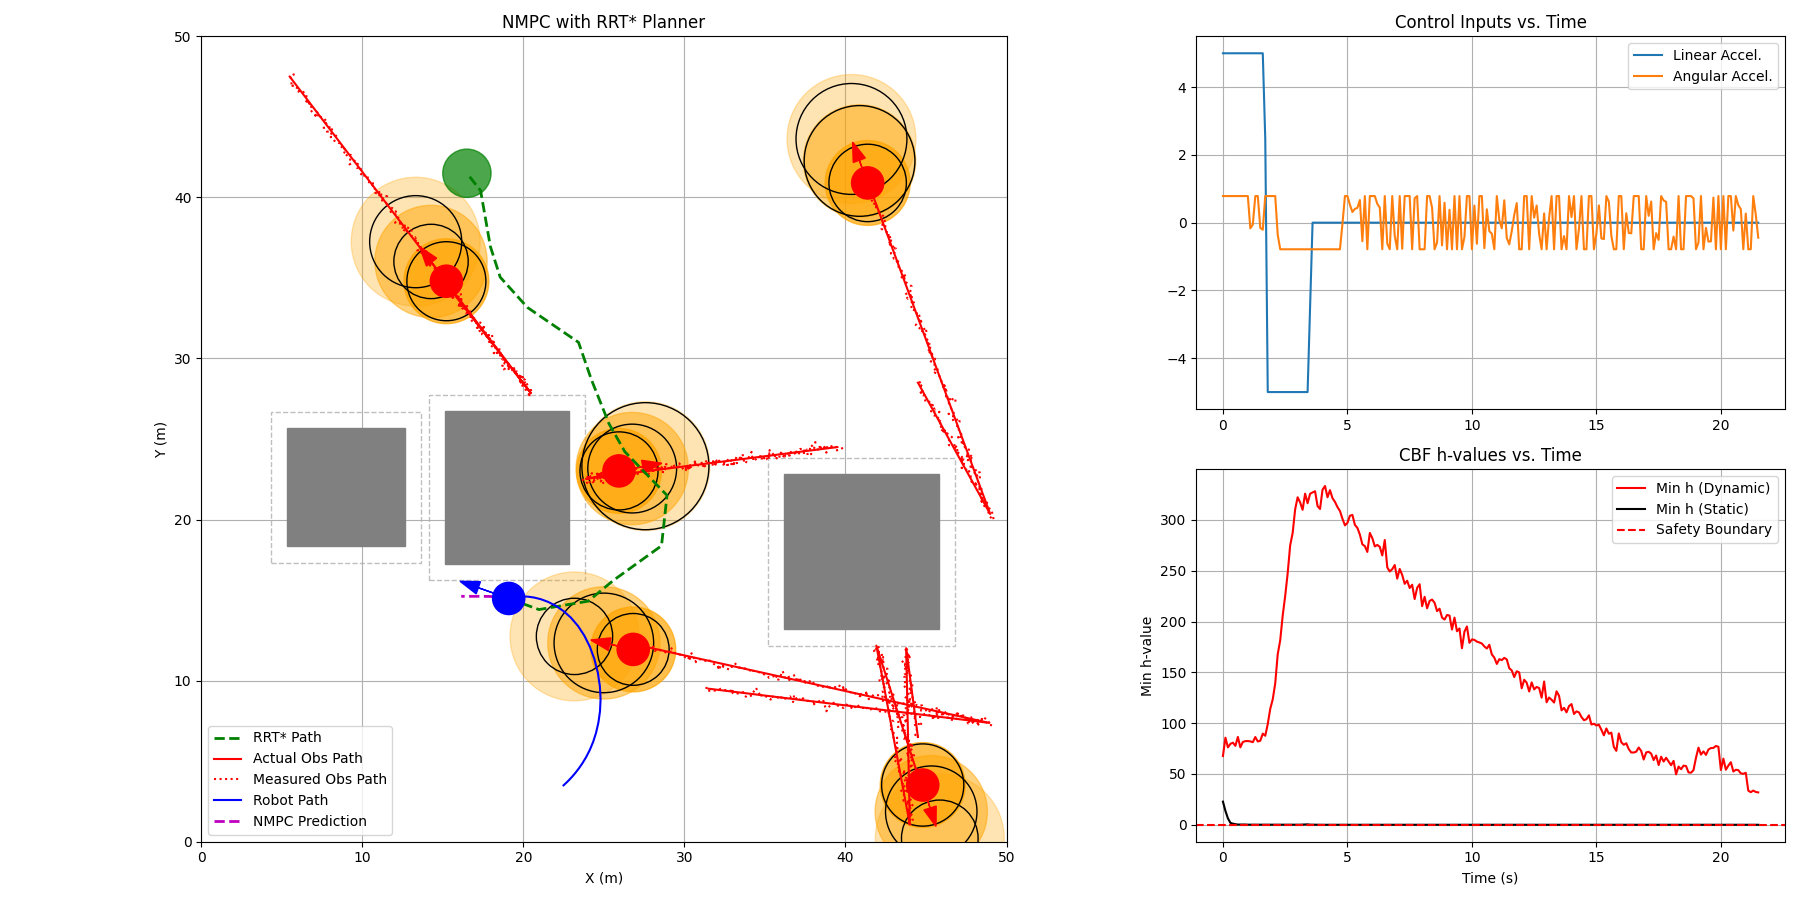 NMPC with RRT* Planner
50
40
30
20
10
0
Y (m)
0 10 20 30 40 50
X (m)
RRT* Path
Actual Obs Path
Measured Obs Path
Robot Path
NMPC Prediction
Control Inputs vs. Time
Linear Accel.
Angular Accel.
4
2
0
−2
−4
0 5 10 15 20
CBF h-values vs. Time
Min h (Dynamic)
Min h (Static)
Safety Boundary
300
250
200
150
100
50
0
Min h-value
0 5 10 15 20
Time (s)